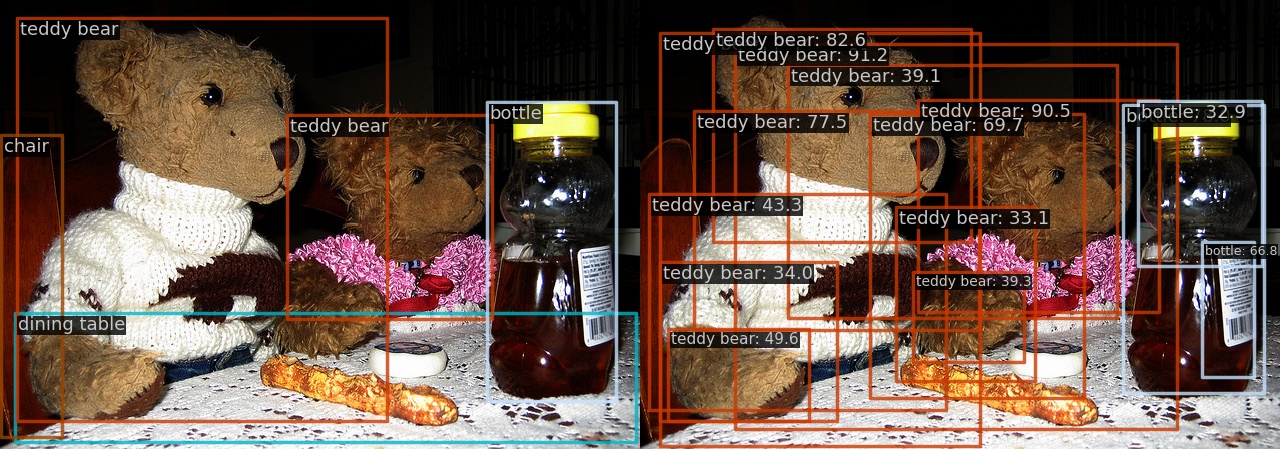 teddy bear
teddy bear
bottle
chair
dining table
teddy
teddy bear: 82.6
teddy bear: 91.2
teddy bear: 39.1
teddy bear: 90.5
bottle: 32.9
teddy bear: 77.5
teddy bear: 69.7
teddy bear: 43.3
teddy bear: 33.1
bottle: 66.8
teddy bear: 34.0
teddy bear: 39.3
teddy bear: 49.6